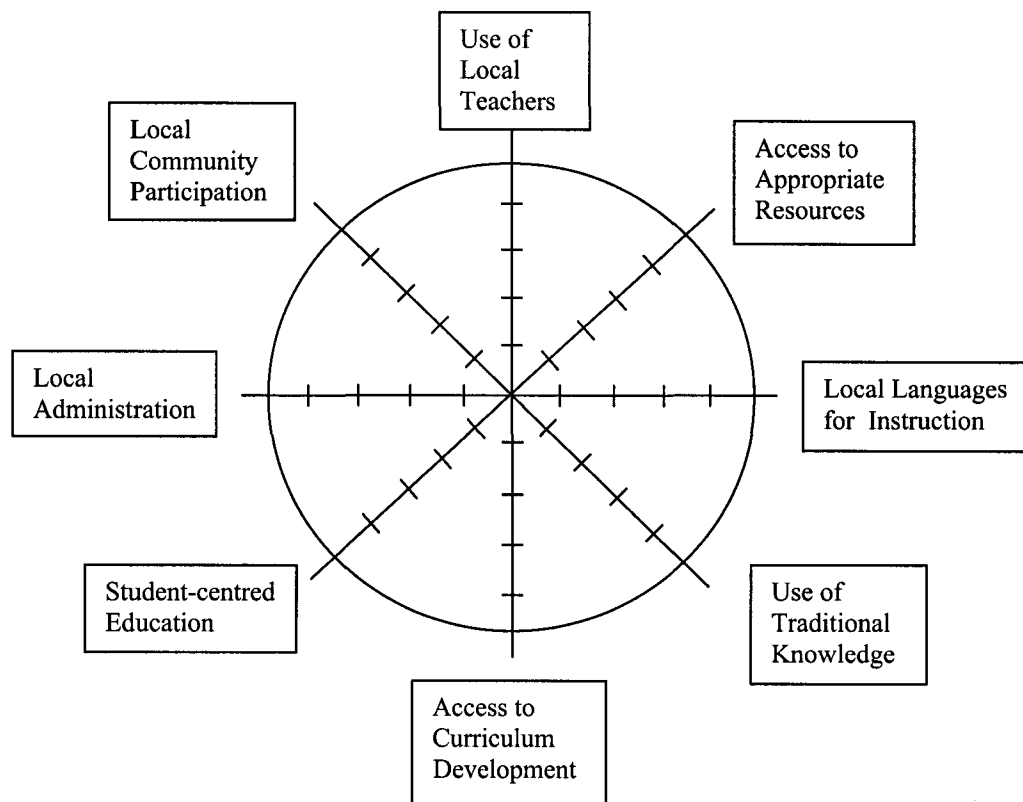 Use of
Local
Teachers
Local
Community
Participation
Access to
Appropriate
Resources
Local
Administration
Local Languages
for Instruction
Student-centred
Education
Use of
Traditional
Knowledge
Access to
Curriculum
Development